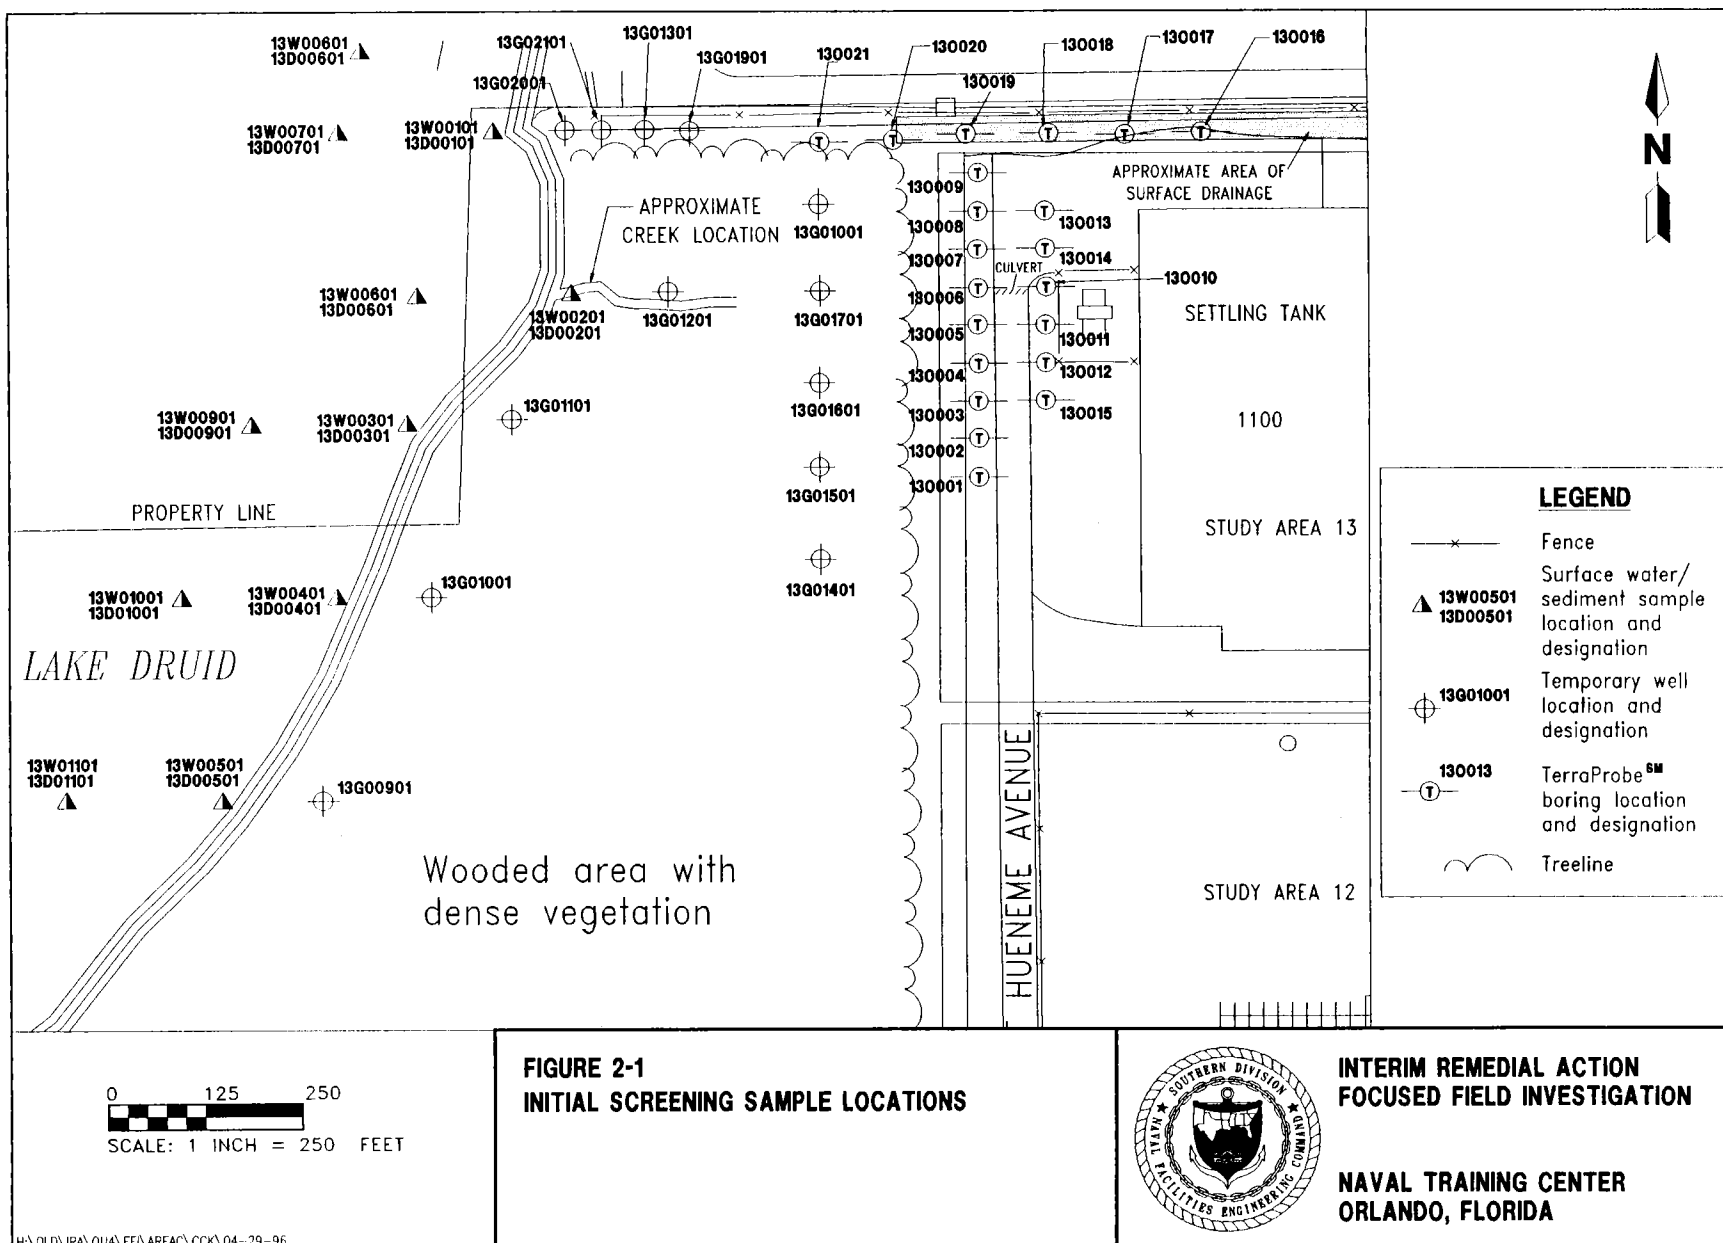 13W00601
13D00601
13G02101
13G01301
13G01901
130021
130020
130018
130017
130016
13G02001
130019
13W00701
13D00701
13W00101
13D00101
N
APPROXIMATE AREA OF
SURFACE DRAINAGE
130009
APPROXIMATE
CREEK LOCATION
13G01001
130008
130013
130007
130014
CULVERT
130010
13W00601
13D00601
13W00201
13D00201
13G01201
13G01701
130006
SETTLING TANK
130005
130011
130004
130012
13G01101
13G01601
130003
130015
13W00901
13D00901
13W00301
13D00301
1100
130002
13G01501
130001
PROPERTY LINE
STUDY AREA 13
13W01001
13D01001
13W00401
13D00401
13G01001
13G01401
LAKE DRUID
13W01101
13D01101
13W00501
13D00501
13G00901
HUENEME AVENUE
Wooded area with
dense vegetation
STUDY AREA 12
LEGEND
Fence
13W00501
13D00501
Surface water/
sediment sample
location and
designation
13G01001
Temporary well
location and
designation
130013
TerraProbe SM
boring location
and designation
Treeline
0 125 250
SCALE: 1 INCH = 250 FEET
FIGURE 2-1
INITIAL SCREENING SAMPLE LOCATIONS
SOUTHERN DIVISION
NAVAL FACILITIES ENGINEERING COMMAND
INTERIM REMEDIAL ACTION
FOCUSED FIELD INVESTIGATION
NAVAL TRAINING CENTER
ORLANDO, FLORIDA